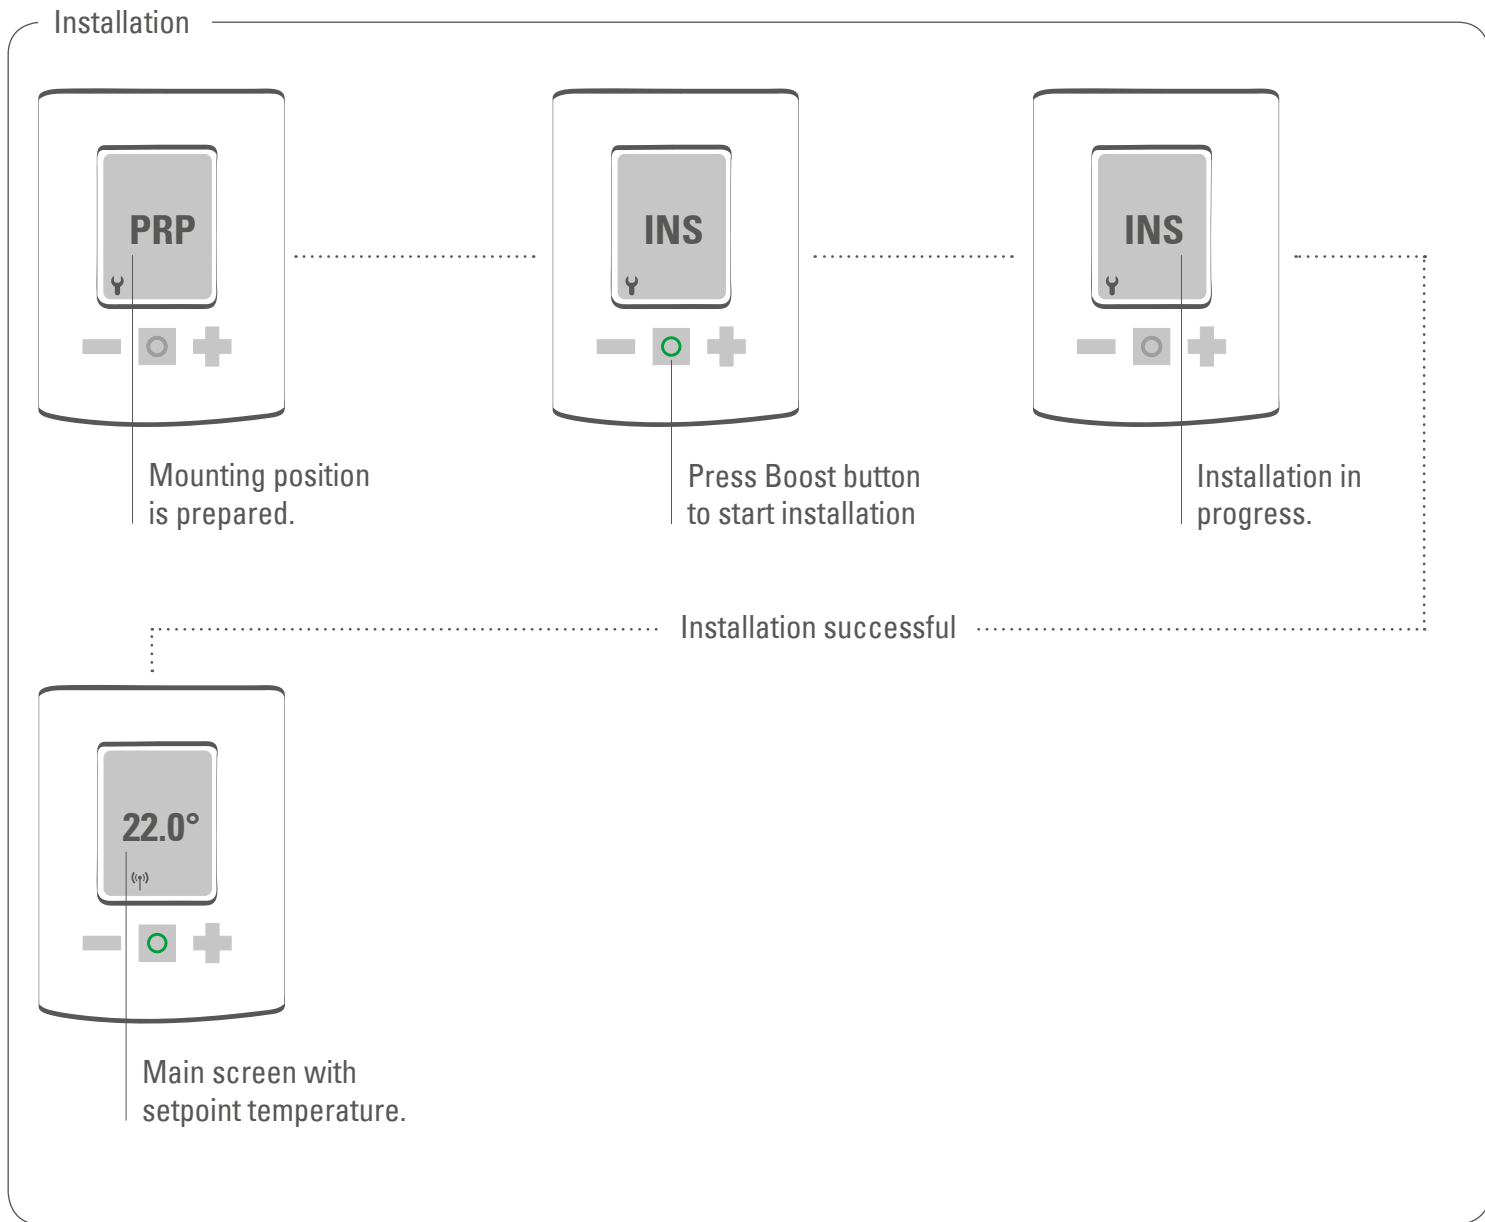 Installation
PRP
INS
INS
Mounting position
is prepared.
Press Boost button
to start installation
Installation in
progress.
Installation successful
22.0°
Main screen with
setpoint temperature.